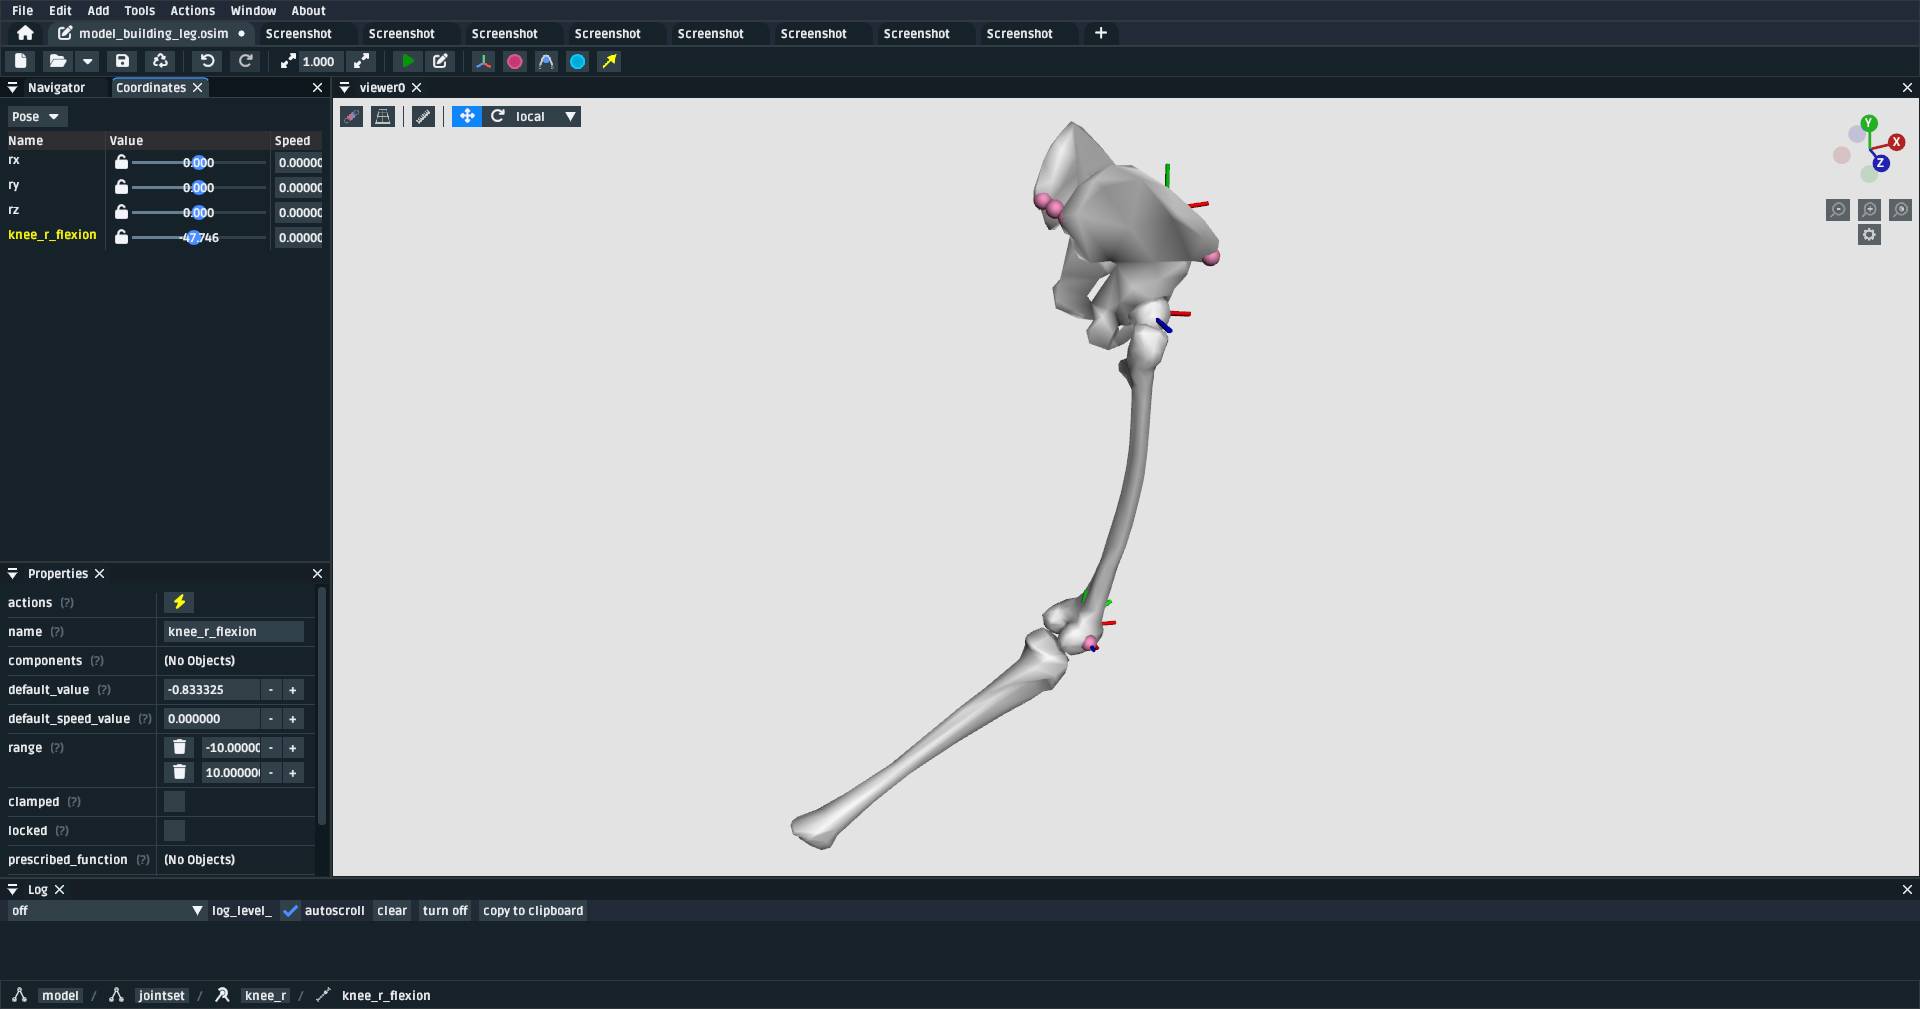 File Edit Add Tools Actions Window About
model_building_leg.osim Screenshot Screenshot Screenshot Screenshot Screenshot Screenshot Screenshot Screenshot
1.000
Navigator Coordinates
Pose
Name Value Speed
rx 0.000 0.00000
ry 0.000 0.00000
rz 0.000 0.00000
knee_r_flexion -47.746 0.00000
viewer0
local
Y
X
Z
Properties
actions (?)
name (?) knee_r_flexion
components (?) (No Objects)
default_value (?) -0.833325 - +
default_speed_value (?) 0.000000 - +
range (?) -10.00000 - +
10.000000 - +
clamped (?)
locked (?)
prescribed_function (?) (No Objects)
Log
off log_level_ autoscroll clear turn off copy to clipboard
model / jointset / knee_r / knee_r_flexion